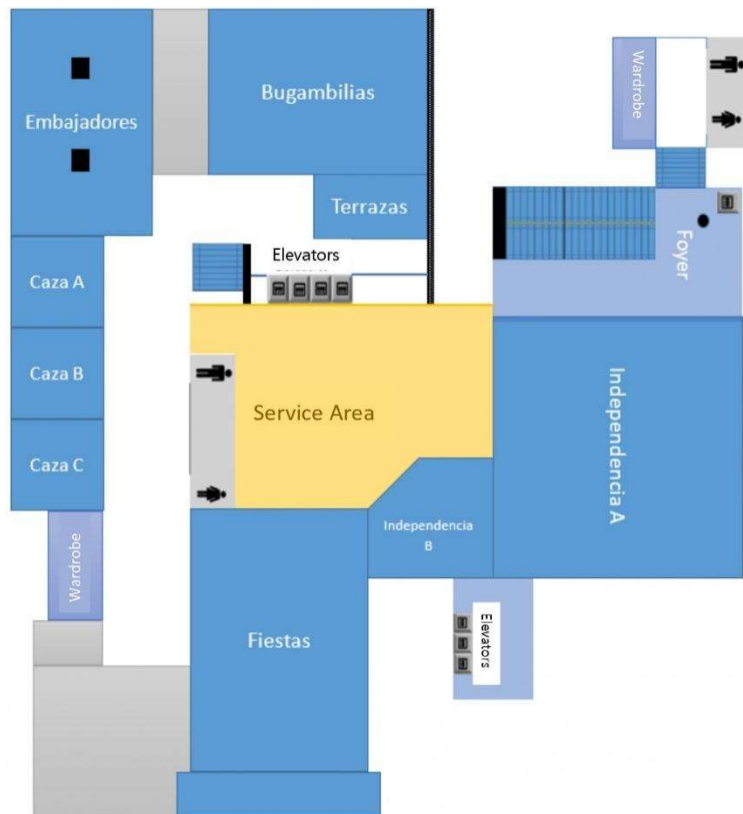 Bugambilias
Embajadores
Wardrobe
Terrazas
Elevators
Foyer
Caza A
Caza B
Service Area
Independencia A
Caza C
Independencia
B
Wardrobe
Fiestas
Elevators